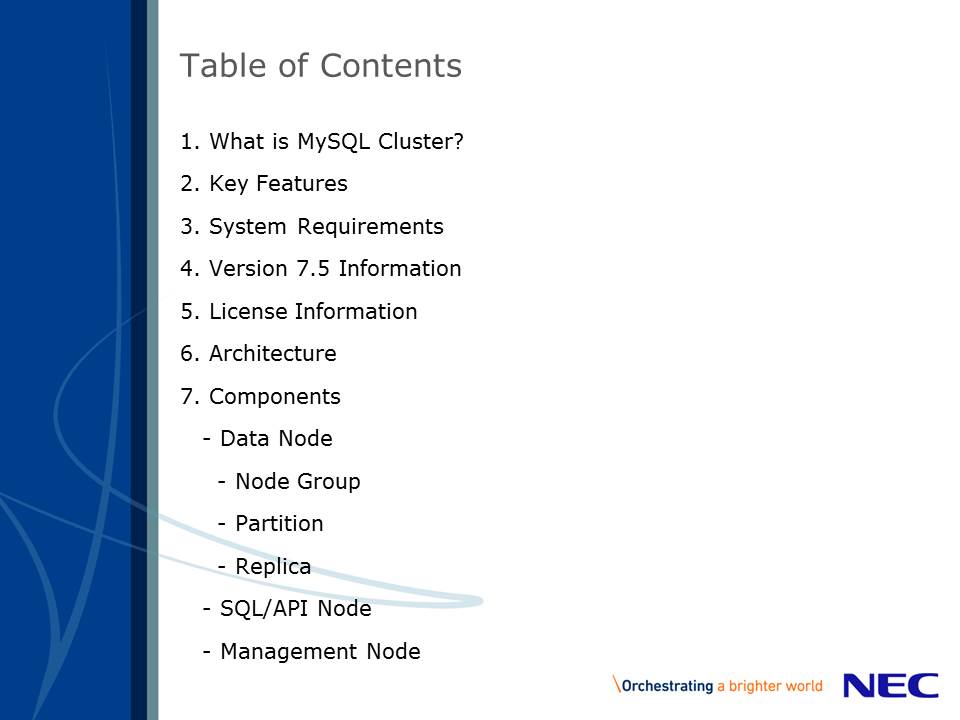 Table of Contents
1. What is MySQL Cluster?
2. Key Features
3. System Requirements
4. Version 7.5 Information
5. License Information
6. Architecture
7. Components
- Data Node
- Node Group
- Partition
- Replica
- SQL/API Node
- Management Node
\Orchestrating a brighter world NEC